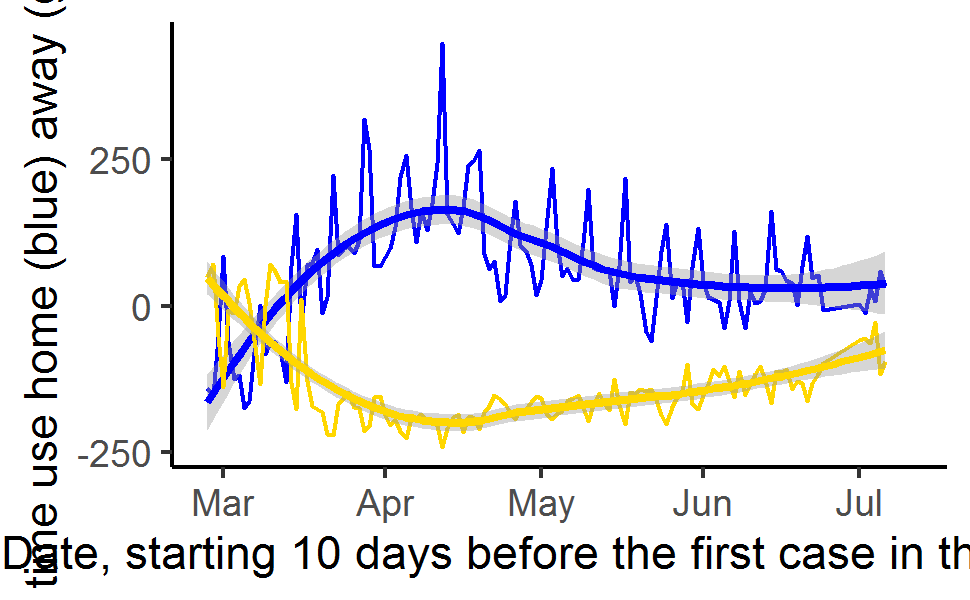 time use home (blue) away (
250
0
-250
Mar Apr May Jun Jul
Date, starting 10 days before the first case in th